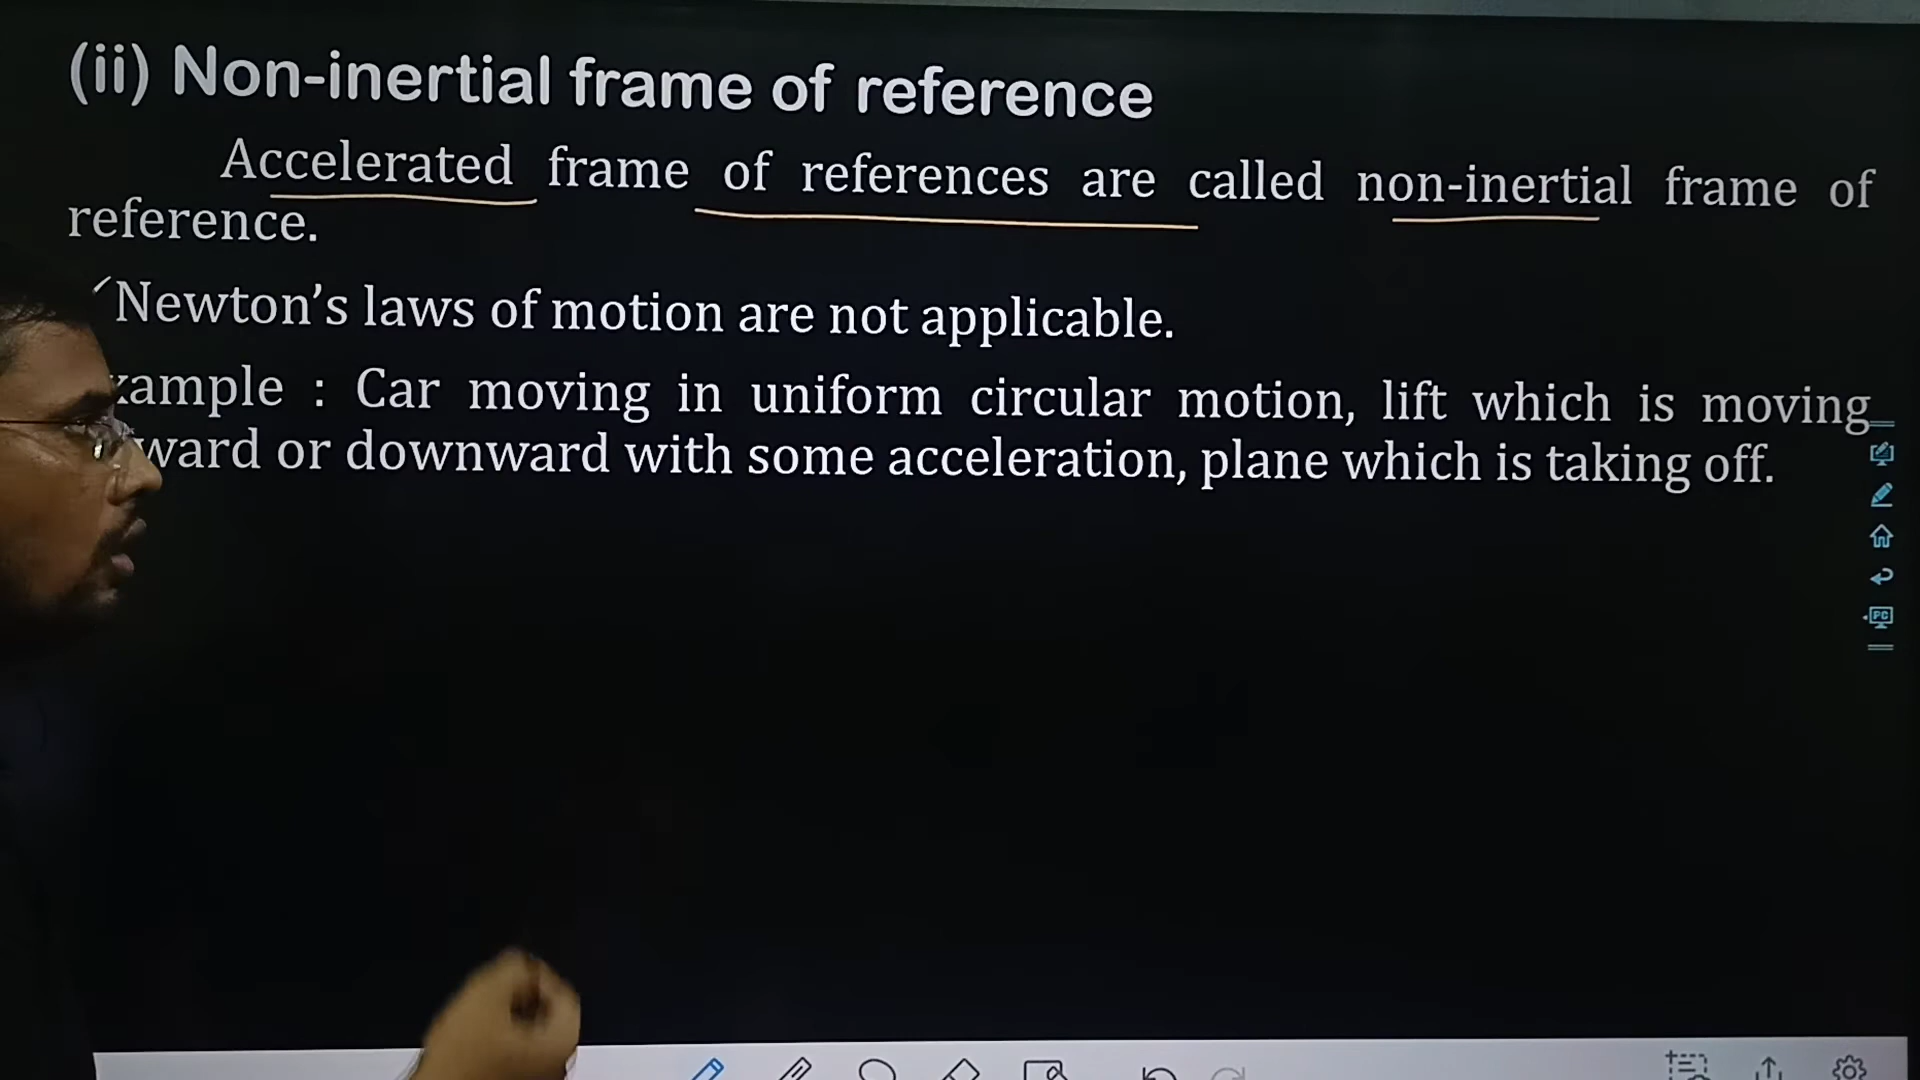 (ii) Non-inertial frame of reference
Accelerated frame of references are called non-inertial frame of
reference.
Newton's laws of motion are not applicable.
: Car moving in uniform circular motion, lift which is moving
or downward with some acceleration, plane which is taking off.
PC